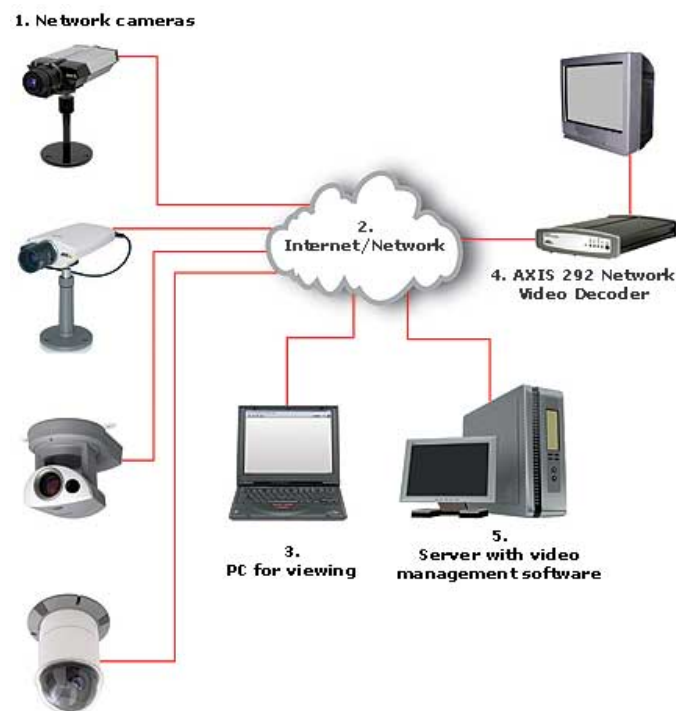 1. Network cameras
2.
Internet/Network
4. AXIS 292 Network
Video Decoder
3.
PC for viewing
5.
Server with video
management software